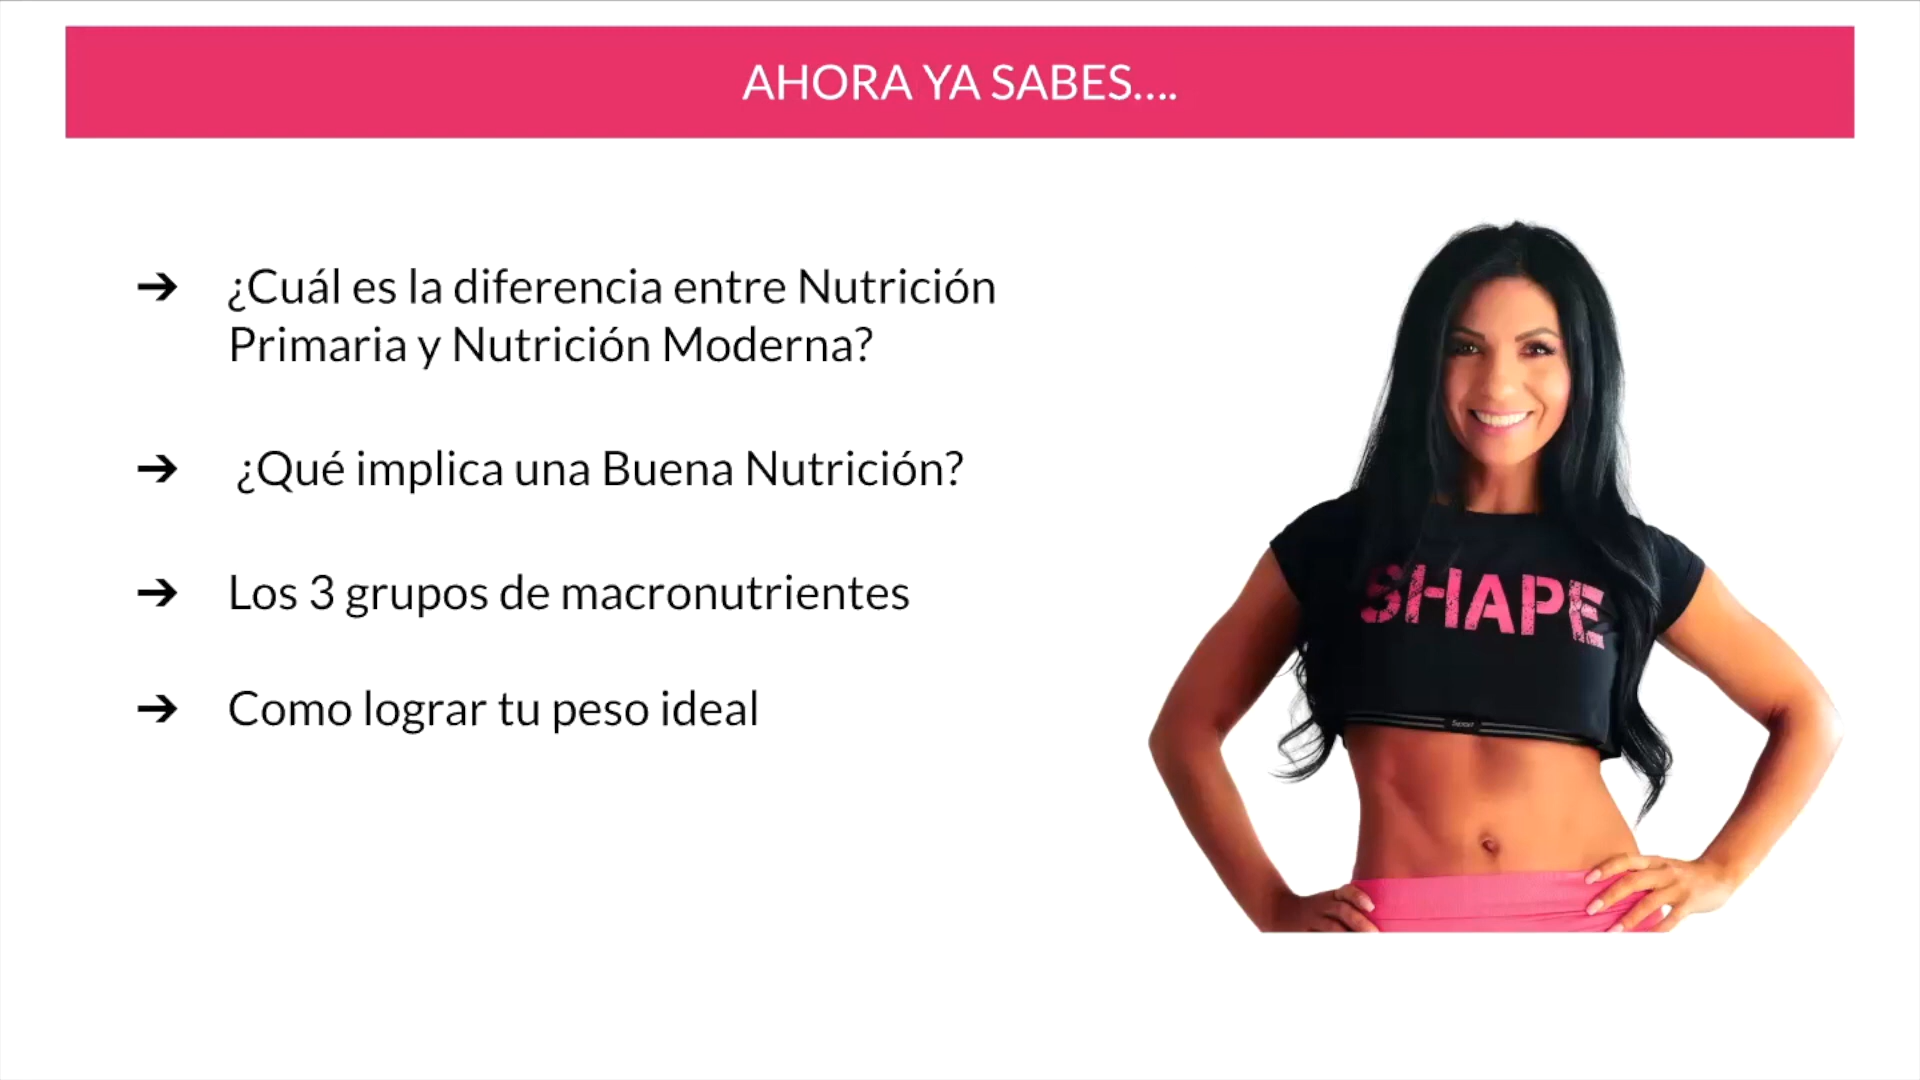 AHORA YA SABES....
➔ ¿Cuál es la diferencia entre Nutrición
Primaria y Nutrición Moderna?
➔ ¿Qué implica una Buena Nutrición?
➔ Los 3 grupos de macronutrientes
➔ Como lograr tu peso ideal
SHAPE